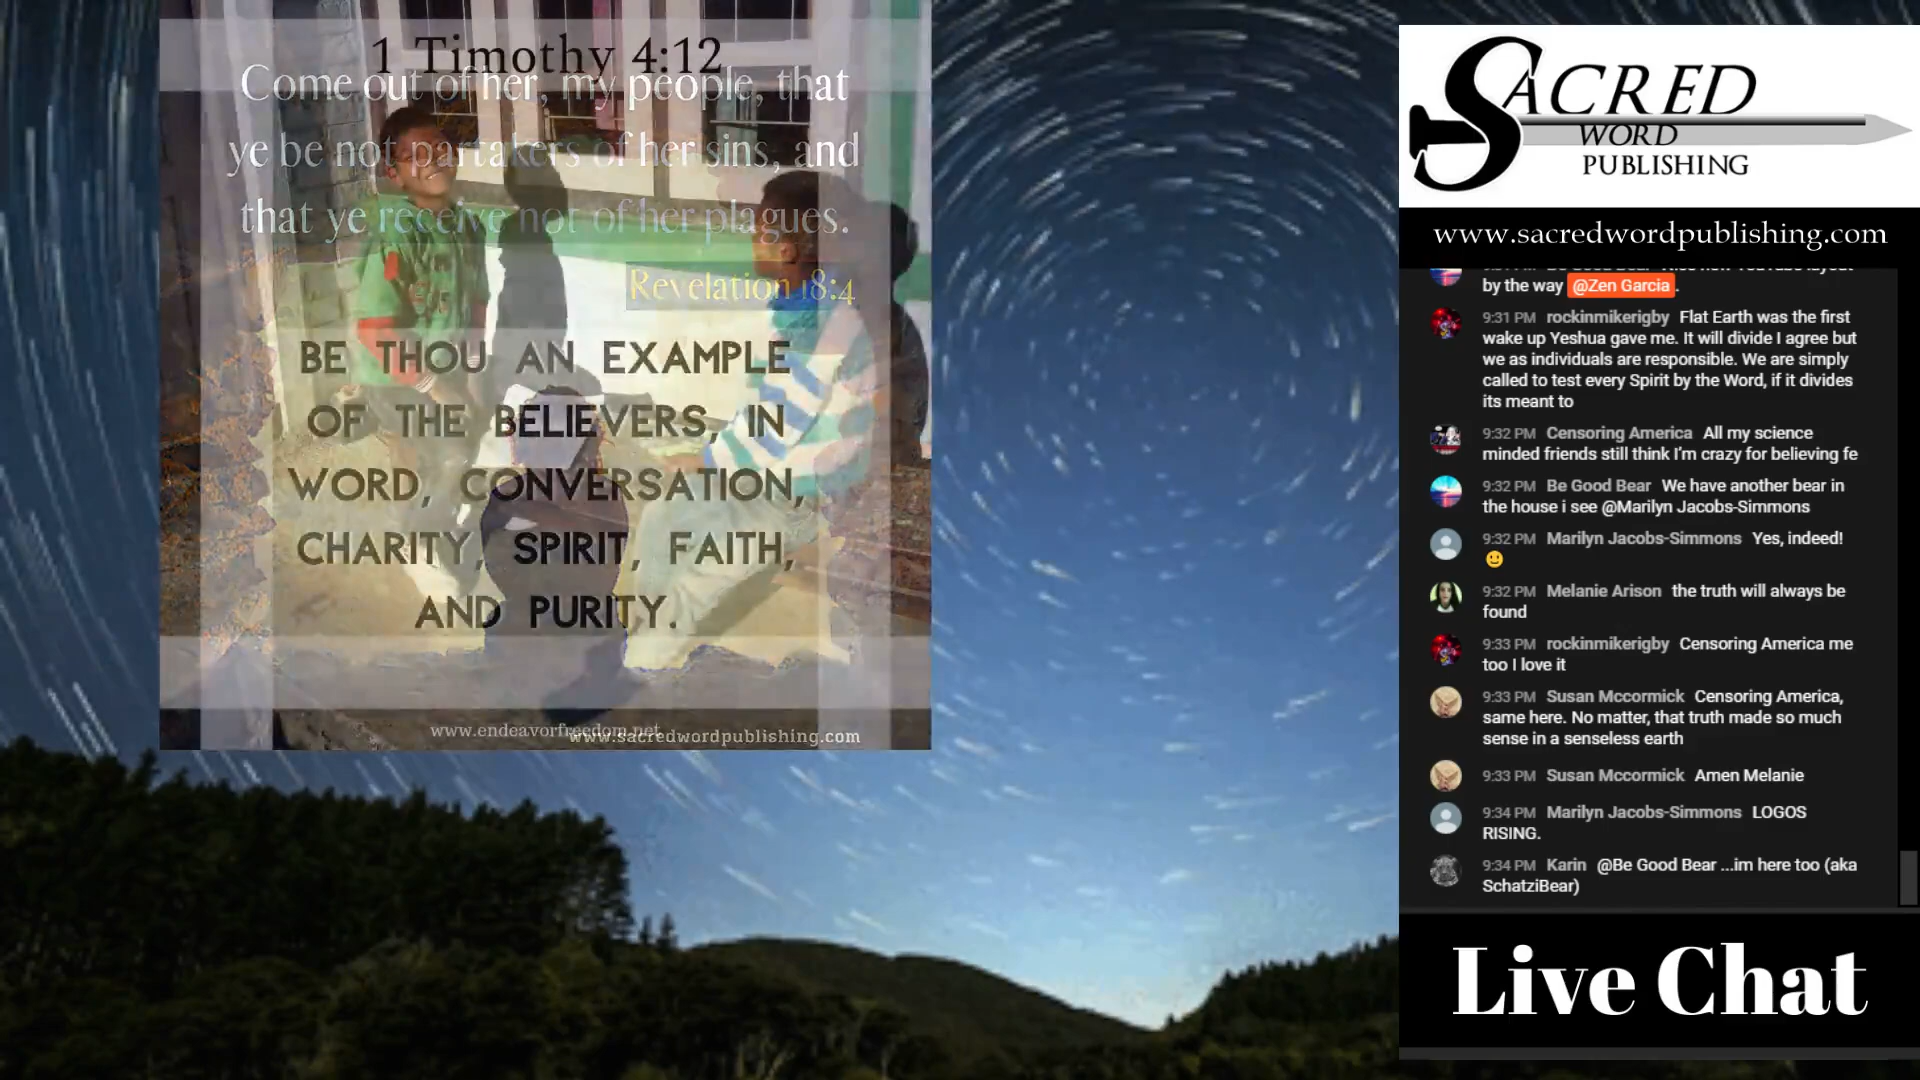 1 Timothy 4:12
Come out of her, my people, that
ye be not partakers of her sins, and
that ye receive not of her plagues.
Revelation 18:4
BE THOU AN EXAMPLE
OF THE BELIEVERS, IN
WORD, CONVERSATION,
CHARITY, SPIRIT, FAITH,
AND PURITY.
www.endeavorfreedom.net
www.sacredwordpublishing.com
SACRED
WORD
PUBLISHING
www.sacredwordpublishing.com
by the way @Zen Garcia.
9:31 PM rockinmikerigby Flat Earth was the first
wake up Yeshua gave me. It will divide I agree but
we as individuals are responsible. We are simply
called to test every Spirit by the Word, if it divides
its meant to
9:32 PM Censoring America All my science
minded friends still think I'm crazy for believing fe
9:32 PM Be Good Bear We have another bear in
the house i see @Marilyn Jacobs-Simmons
9:32 PM Marilyn Jacobs-Simmons Yes, indeed!
9:32 PM Melanie Arison the truth will always be
found
9:33 PM rockinmikerigby Censoring America me
too I love it
9:33 PM Susan Mccormick Censoring America,
same here. No matter, that truth made so much
sense in a senseless earth
9:33 PM Susan Mccormick Amen Melanie
9:34 PM Marilyn Jacobs-Simmons LOGOS
RISING.
9:34 PM Karin @Be Good Bear ...im here too (aka
SchatziBear)
Live Chat